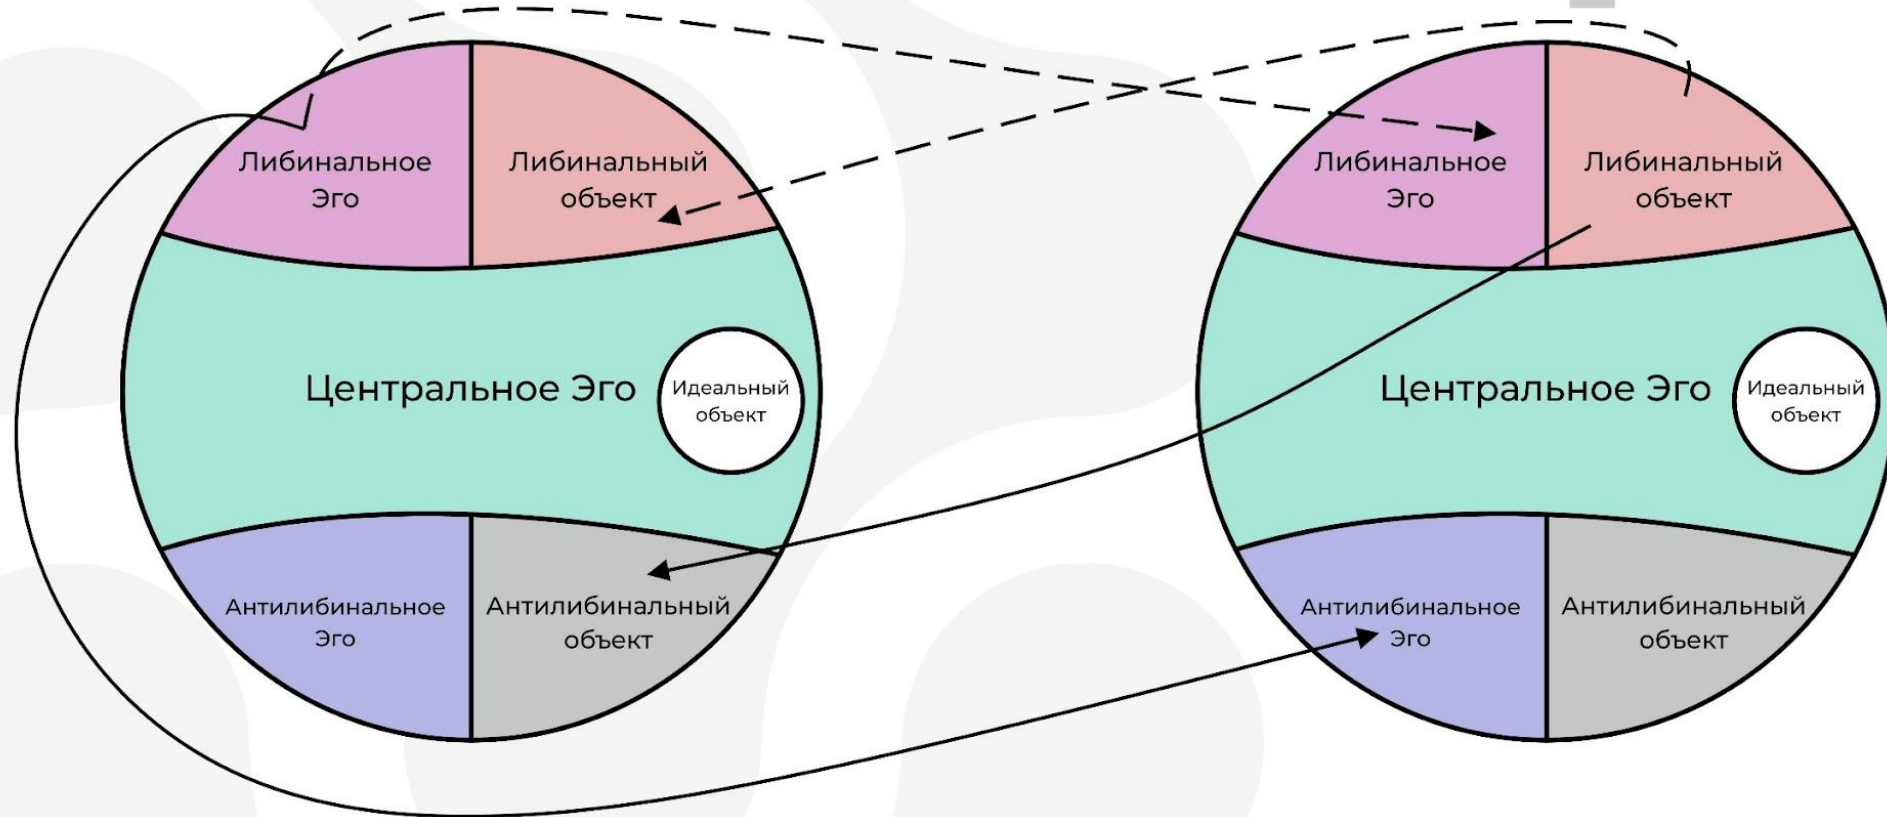 Либинальное
Эго
Либинальный
объект
Центральное Эго
Идеальный
объект
Антилибинальное
Эго
Антилибинальный
объект
Либинальное
Эго
Либинальный
объект
Центральное Эго
Идеальный
объект
Антилибинальное
Эго
Антилибинальный
объект